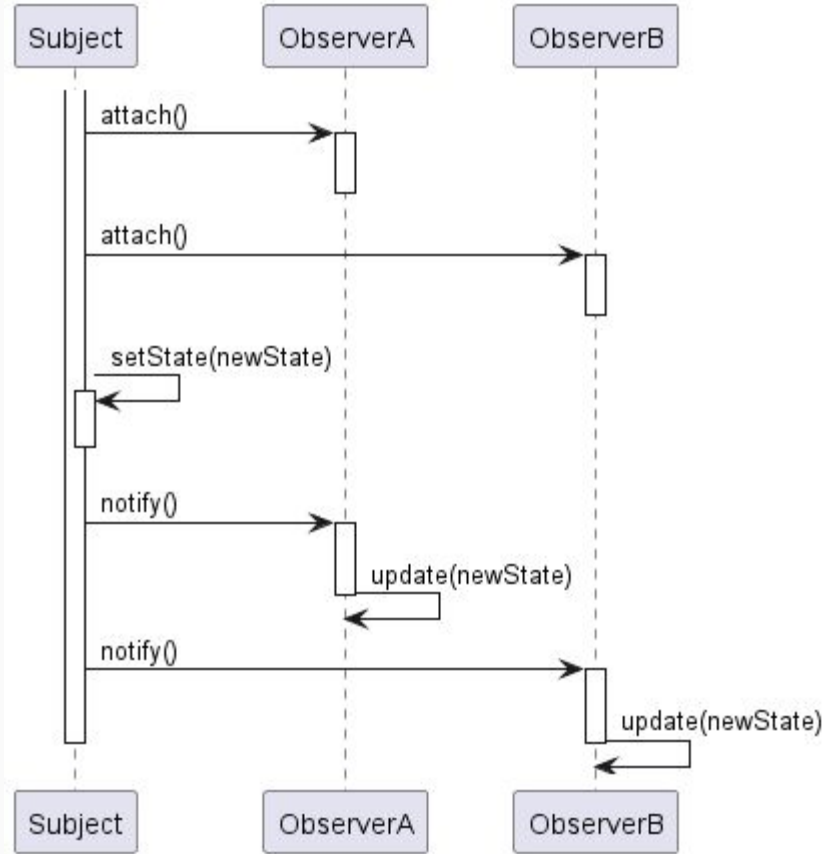 Subject
ObserverA
ObserverB
attach()
attach()
setState(newState)
notify()
update(newState)
notify()
update(newState)
Subject
ObserverA
ObserverB